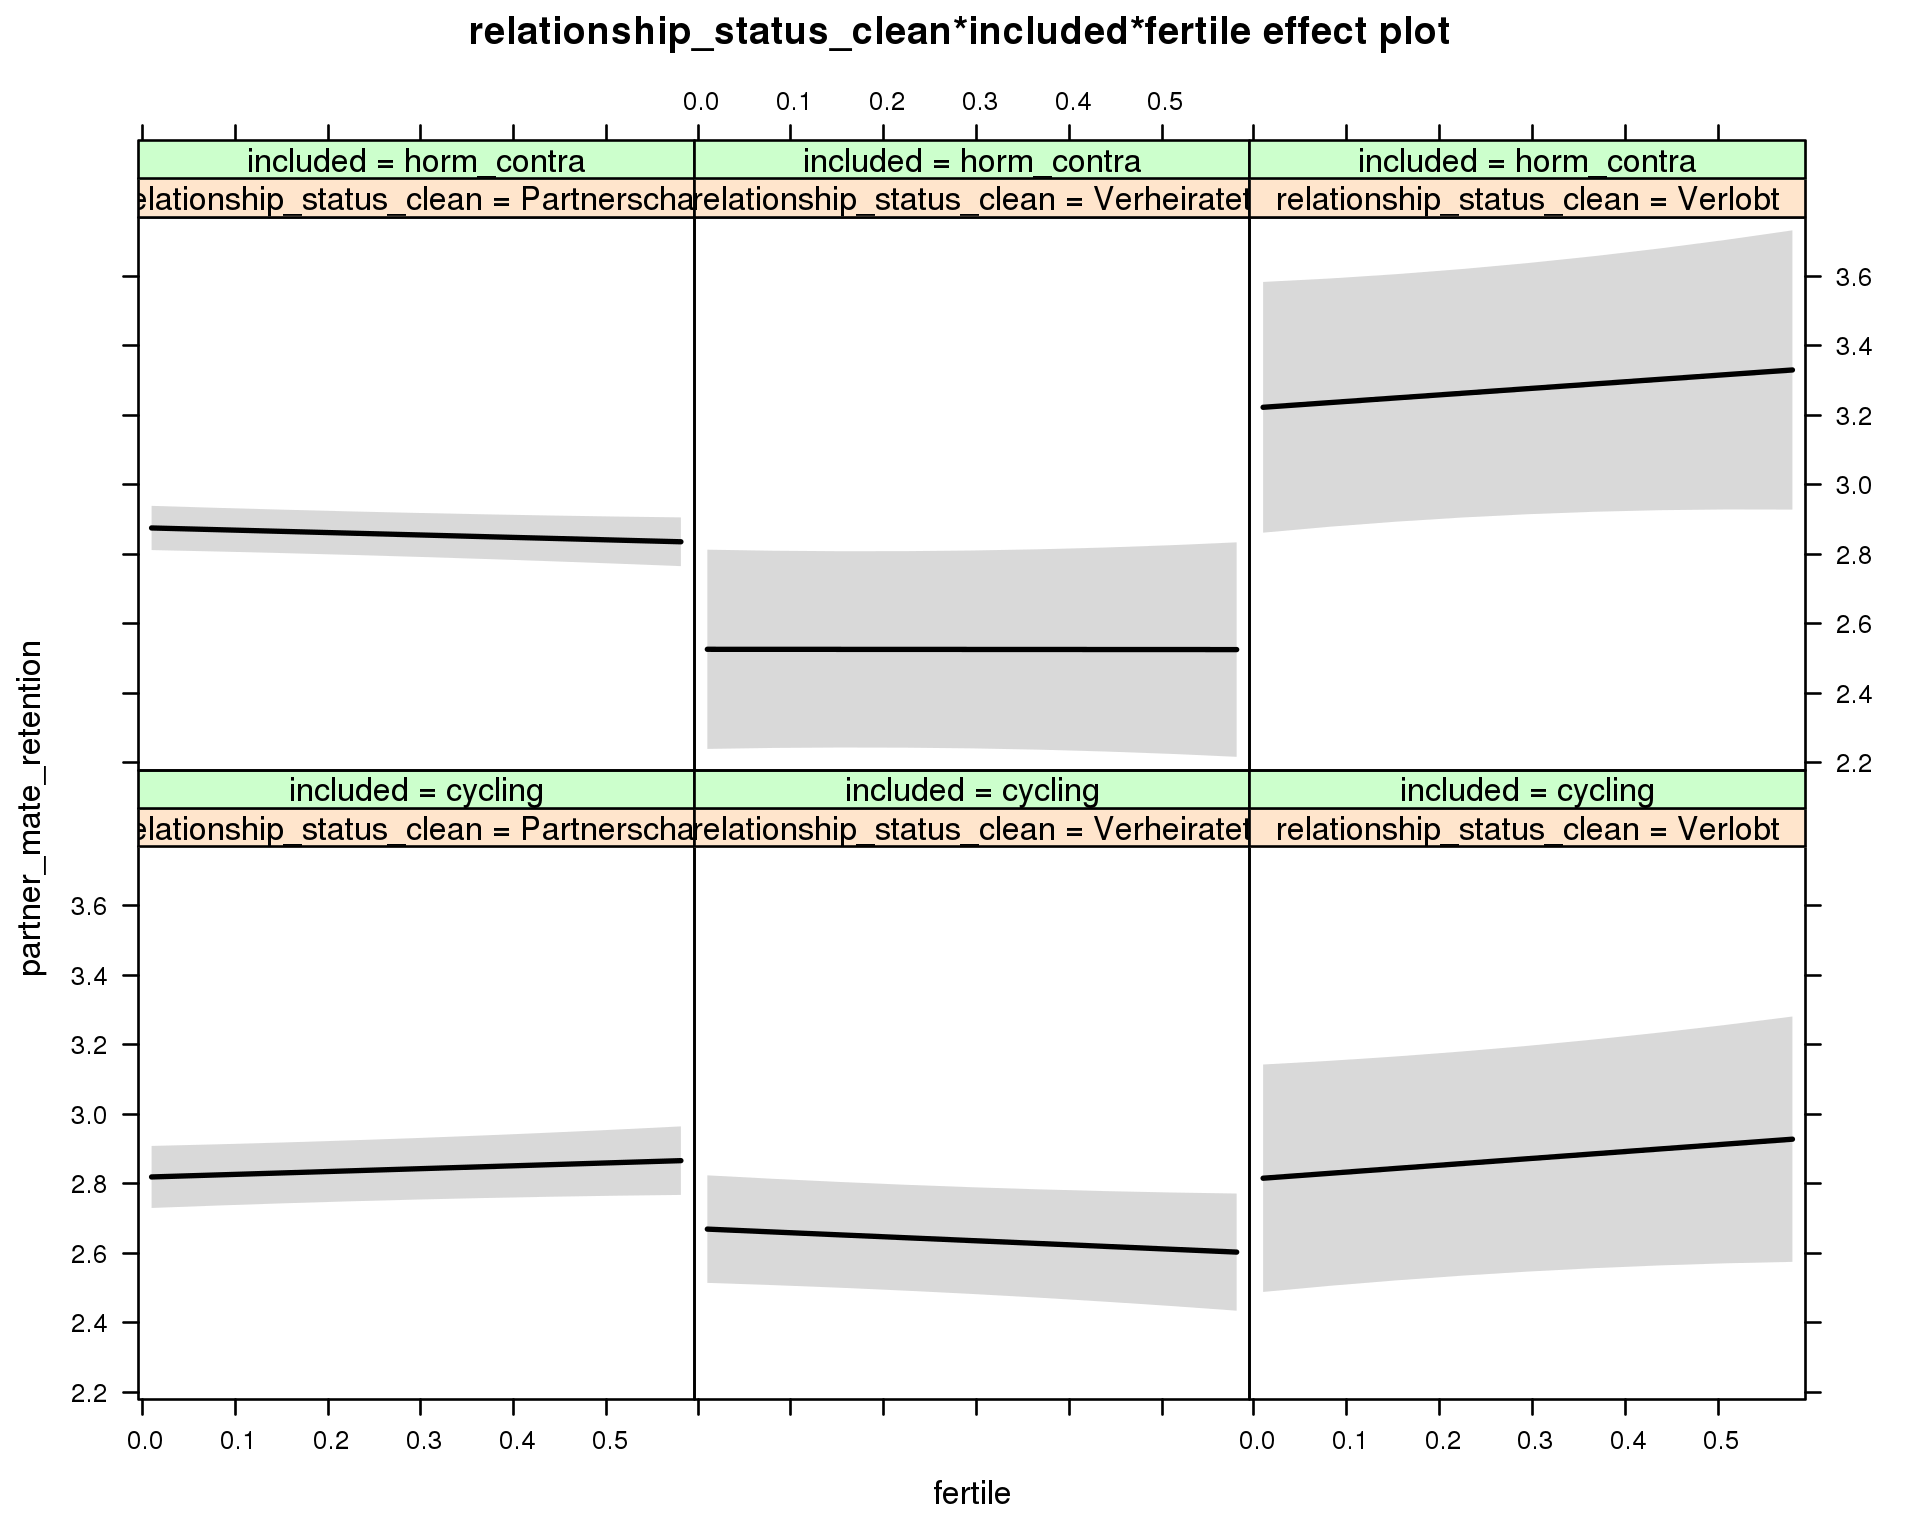 relationship_status_clean*included*fertile effect plot
0.0 0.1 0.2 0.3 0.4 0.5
included = horm_contra included = horm_contra included = horm_contra
elationship_status_clean = Partnerscha relationship_status_clean = Verheiratet relationship_status_clean = Verlobt
3.6
3.4
3.2
3.0
2.8
2.6
2.4
2.2
included = cycling included = cycling included = cycling
elationship_status_clean = Partnerscha relationship_status_clean = Verheiratet relationship_status_clean = Verlobt
partner_mate_retention
3.6
3.4
3.2
3.0
2.8
2.6
2.4
2.2
0.0 0.1 0.2 0.3 0.4 0.5 0.0 0.1 0.2 0.3 0.4 0.5
fertile